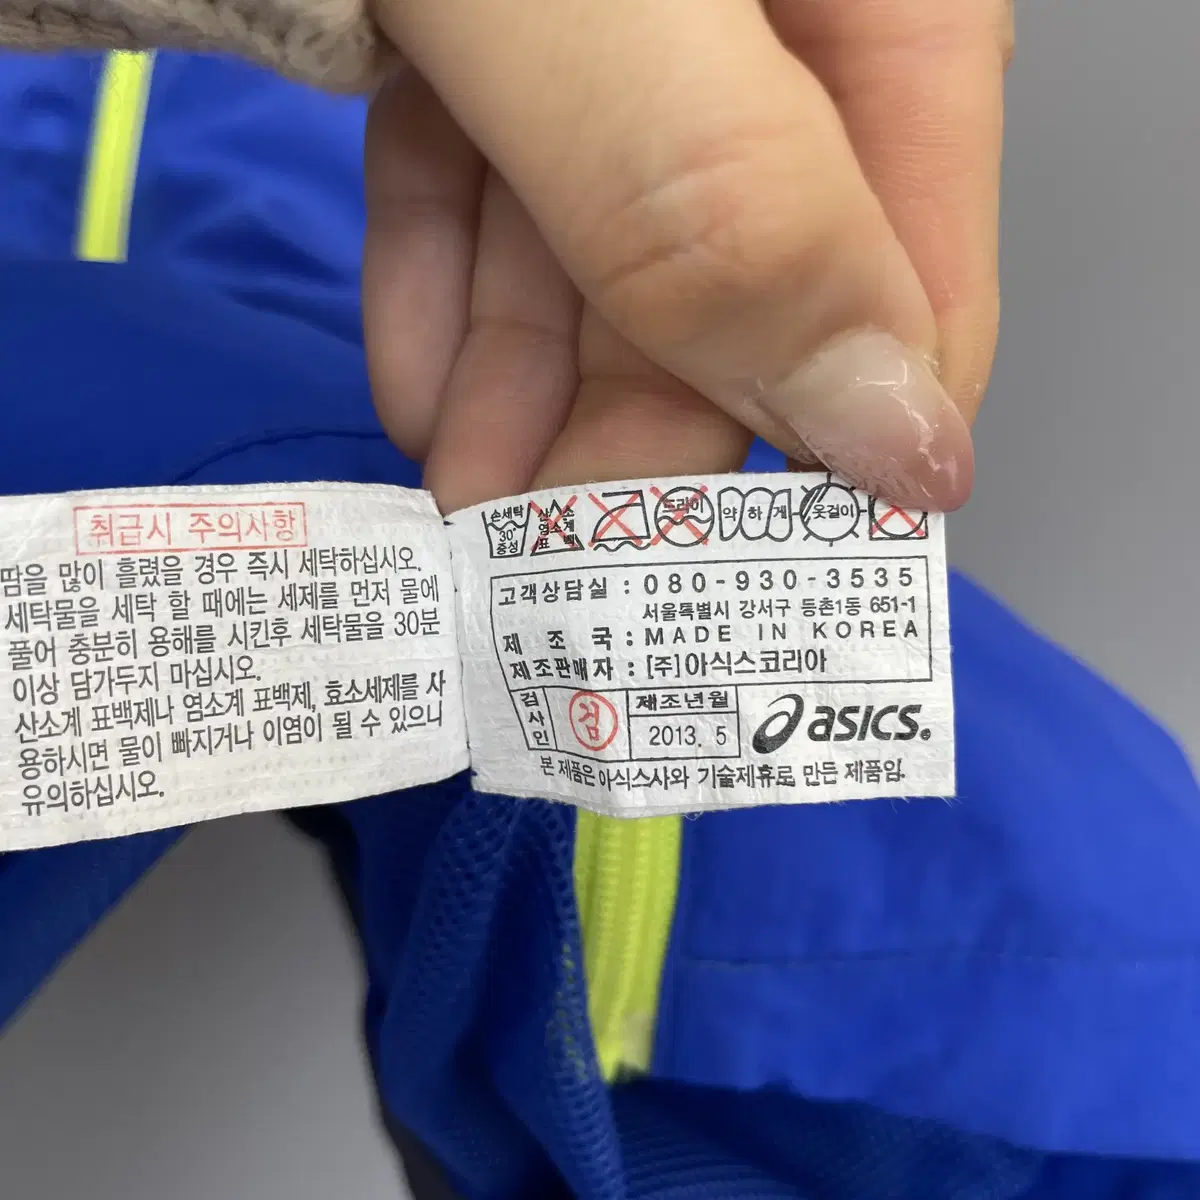 취급시 주의사항
땀을 많이 흘렸을 경우 즉시 세탁하십시오.
세탁물을 세탁 할 때에는 세제를 먼저 물에
풀어 충분히 용해를 시킨후 세탁물을 30분
이상 담가두지 마십시오.
산소계 표백제나 염소계 표백제, 효소세제를 사
용하시면 물이 빠지거나 이염이 될 수 있으니
유의하십시오.
손세탁 30° 중성
산소 염소계 표백
드라이
약하게
옷걸이
고객상담실 : 080-930-3535
서울특별시 강서구 등촌1동 651-1
제조국 : MADE IN KOREA
제조판매자 : [주]아식스코리아
검사인 검
제조년월
2013. 5
asics.
본 제품은 아식스사와 기술제휴로 만든 제품임.